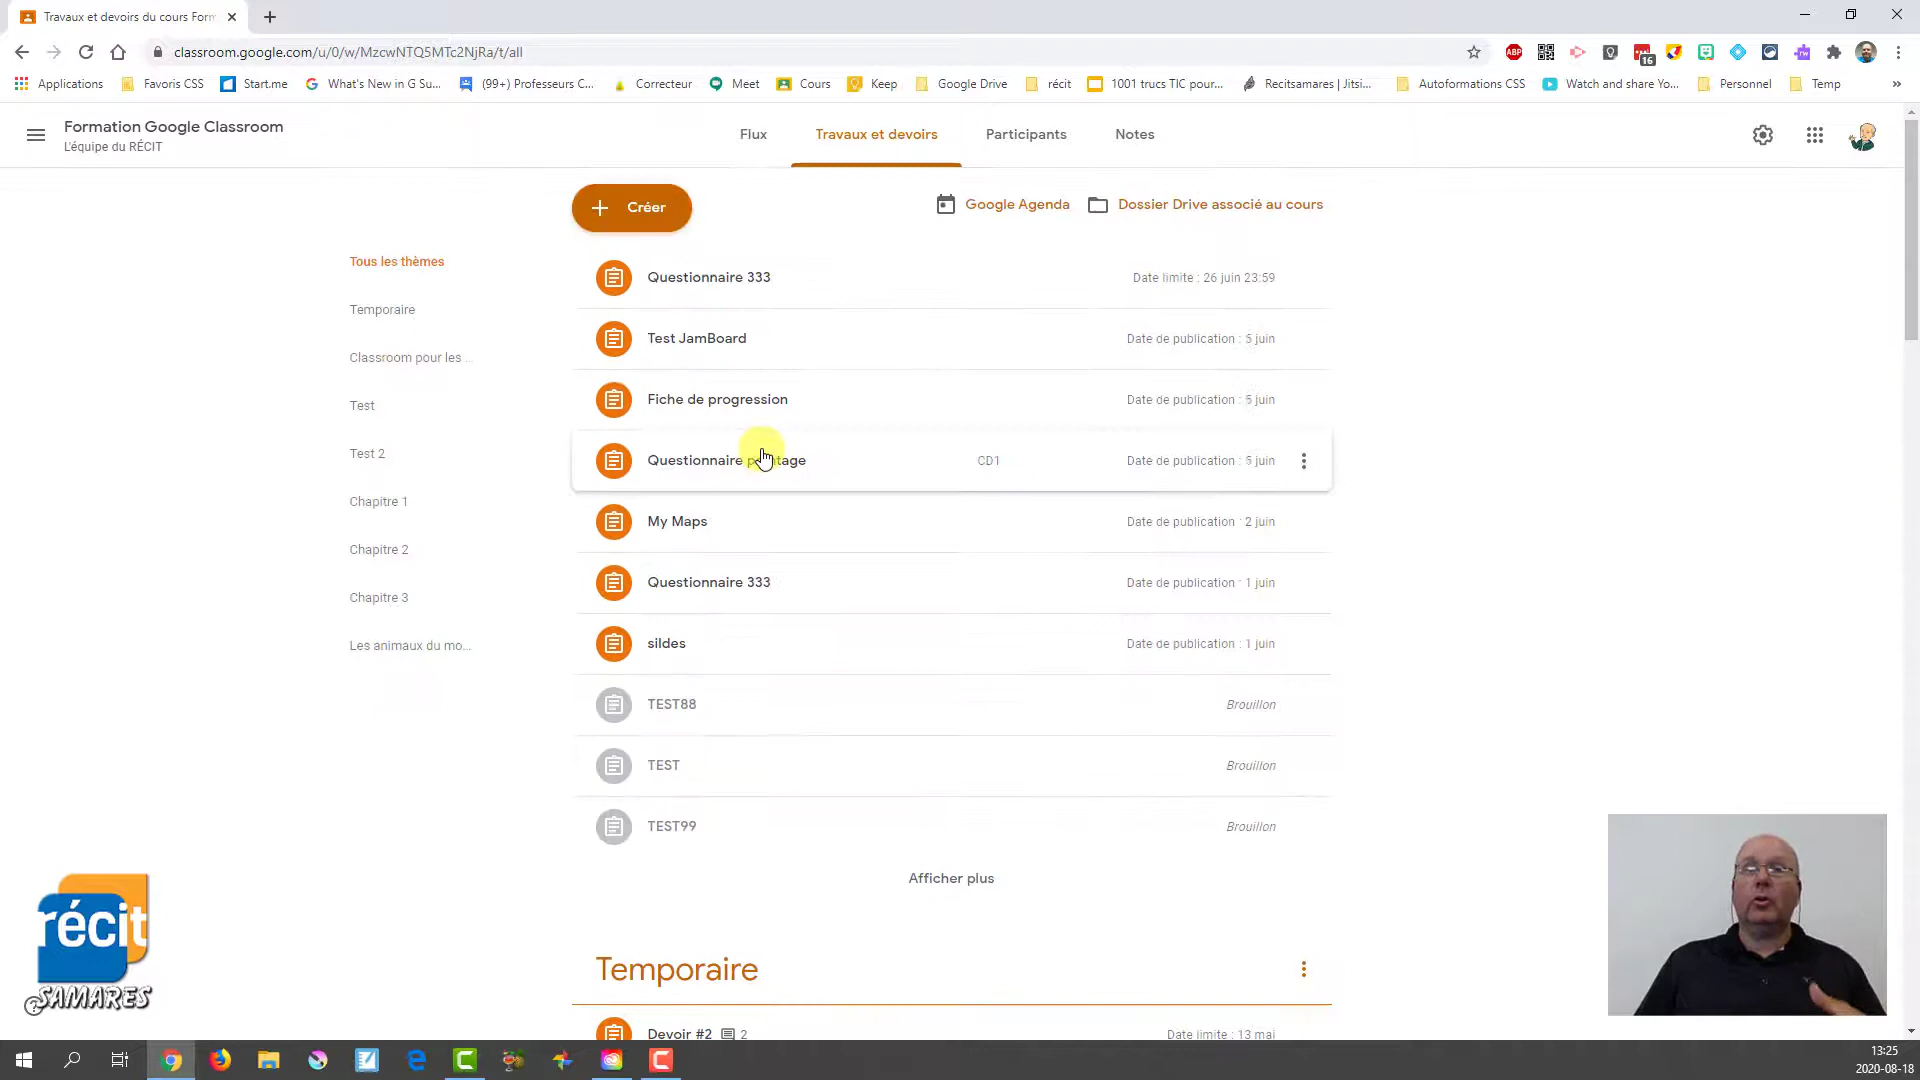 Travaux et devoirs du cours Form
classroom.google.com/u/0/w/MzcwNTQ5MTc2NjRa/t/all
ABP
16
rw
Applications
Favoris CSS
Start.me
What's New in G Su...
(99+) Professeurs C...
Correcteur
Meet
Cours
Keep
Google Drive
récit
1001 trucs TIC pour...
Recitsamares | Jitsi...
Autoformations CSS
Watch and share Yo...
Personnel
Temp
Formation Google Classroom
L'équipe du RÉCIT
Flux
Travaux et devoirs
Participants
Notes
Créer
Google Agenda
Dossier Drive associé au cours
Tous les thèmes
Temporaire
Classroom pour les ...
Test
Test 2
Chapitre 1
Chapitre 2
Chapitre 3
Les animaux du mo...
Questionnaire 333
Date limite : 26 juin 23:59
Test JamBoard
Date de publication : 5 juin
Fiche de progression
Date de publication : 5 juin
Questionnaire
CD1
Date de publication : 5 juin
My Maps
Date de publication : 2 juin
Questionnaire 333
Date de publication : 1 juin
sildes
Date de publication : 1 juin
TEST88
Brouillon
TEST
Brouillon
TEST99
Brouillon
Afficher plus
Temporaire
Devoir #2
2
Date limite : 13 mai
récit
SAMARES
13:25
2020-08-18